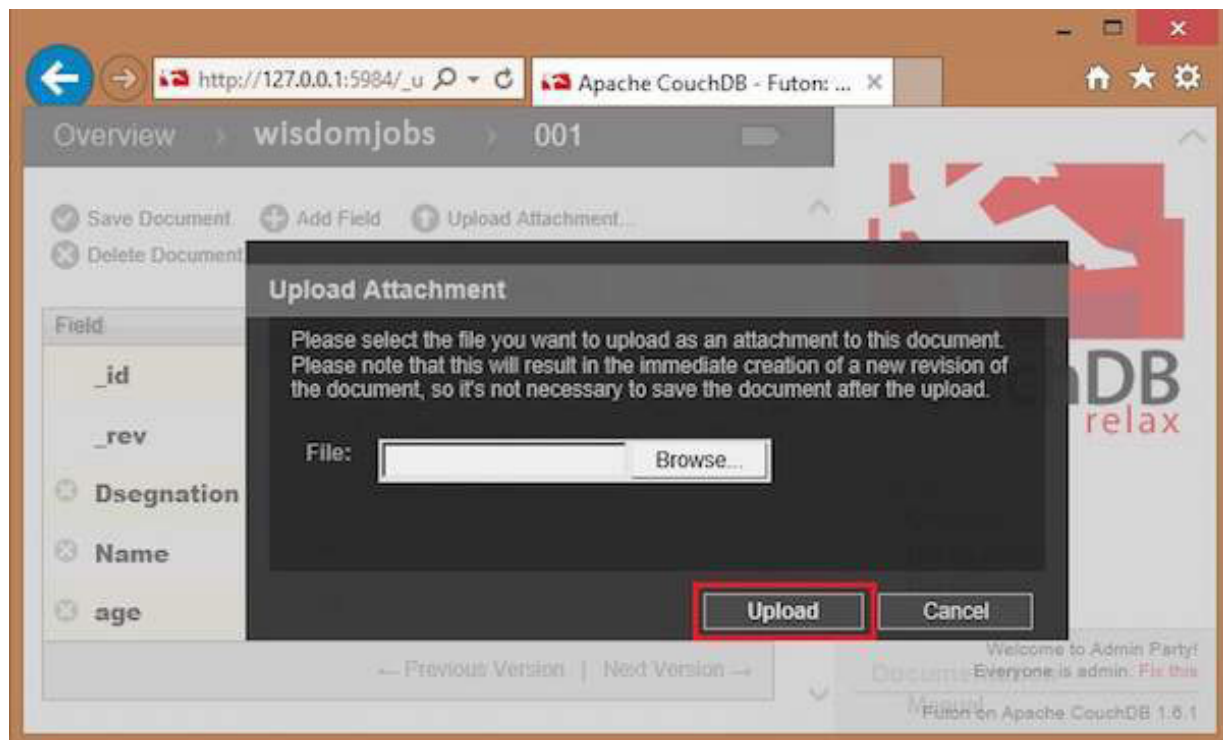 http://127.0.0.1:5984/_u
Apache CouchDB - Futon: ...
Overview
wisdomjobs
001
Save Document
Add Field
Upload Attachment...
Delete Document
Upload Attachment
Field
Please select the file you want to upload as an attachment to this document.
Please note that this will result in the immediate creation of a new revision of
the document, so it's not necessary to save the document after the upload.
_id
DB
relax
_rev
File:
Browse...
Dsegnation
Name
age
Upload
Cancel
← Previous Version | Next Version →
Welcome to Admin Party!
Everyone is admin. Fix this
Futon on Apache CouchDB 1.6.1